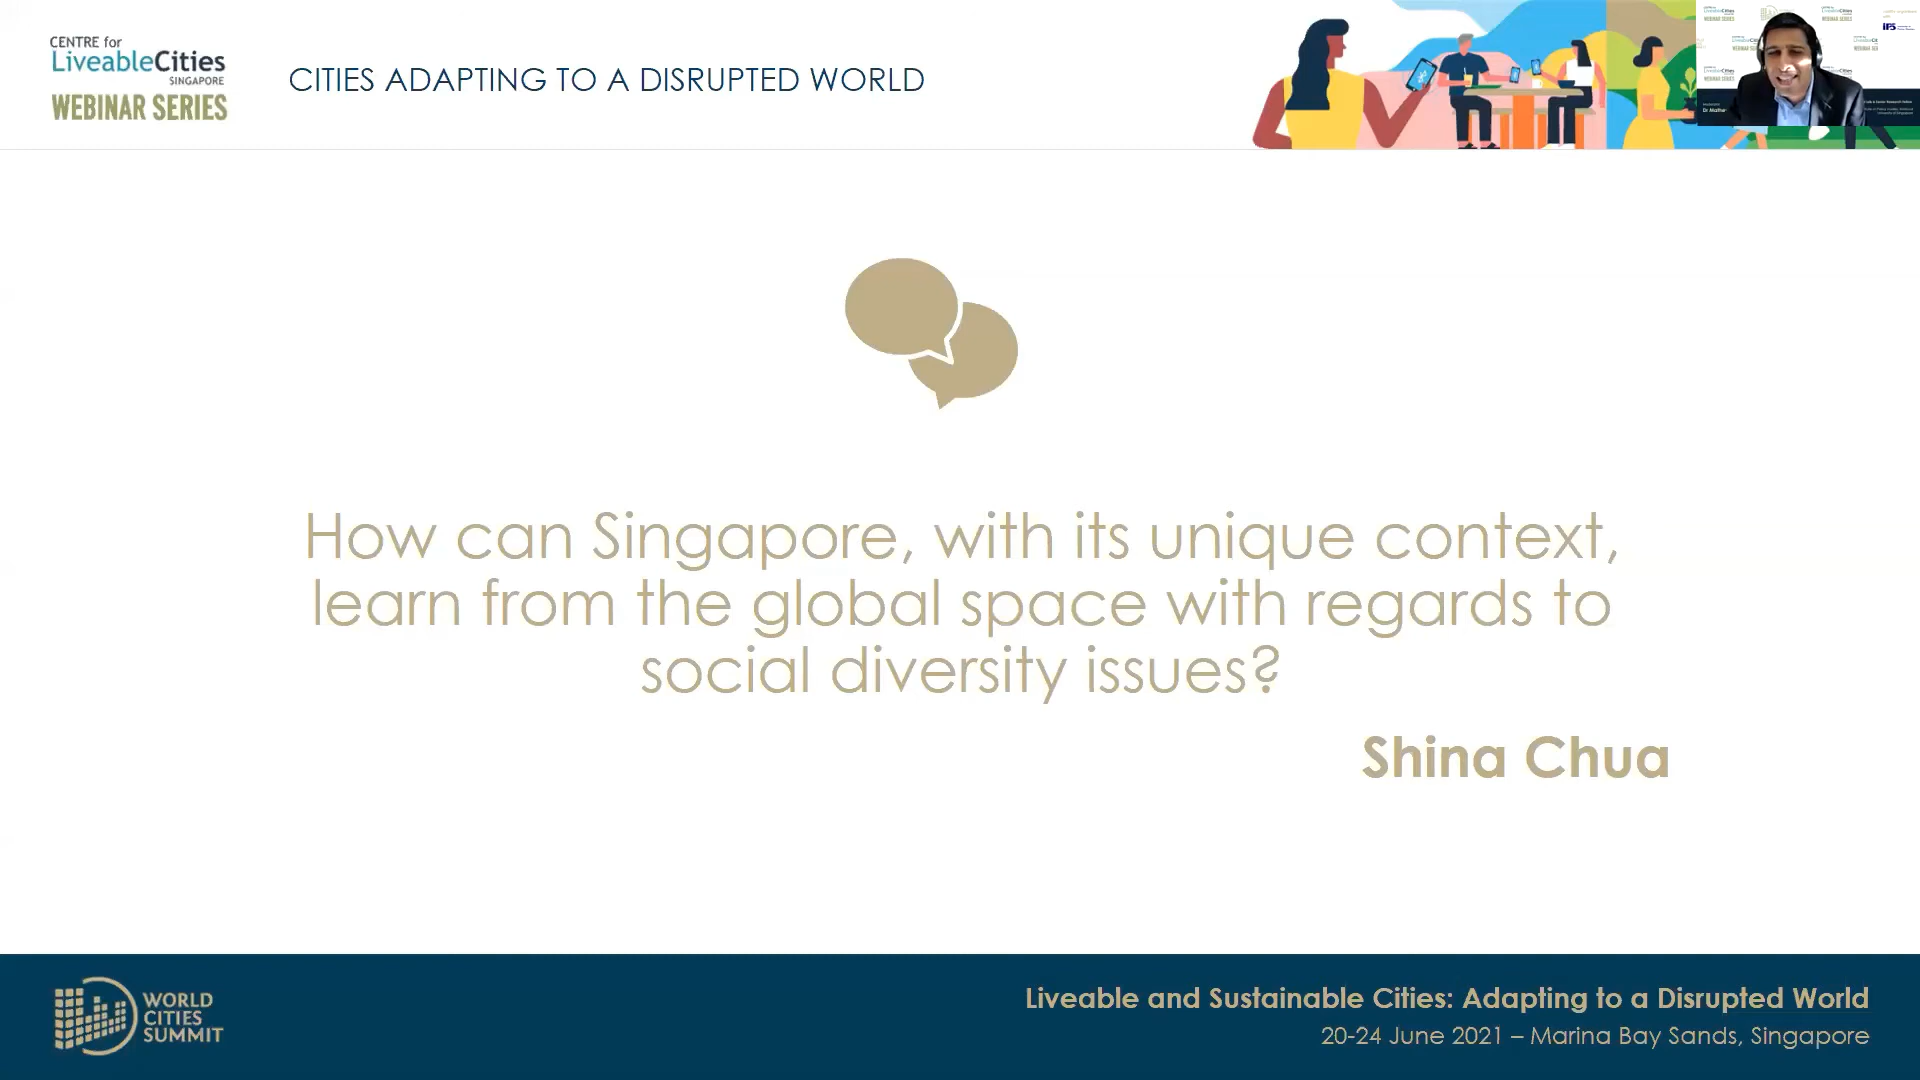 CENTRE for
LiveableCities
SINGAPORE
WEBINAR SERIES
CITIES ADAPTING TO A DISRUPTED WORLD
How can Singapore, with its unique context,
learn from the global space with regards to
social diversity issues?
Shina Chua
WORLD
CITIES
SUMMIT
Liveable and Sustainable Cities: Adapting to a Disrupted World
20-24 June 2021 – Marina Bay Sands, Singapore